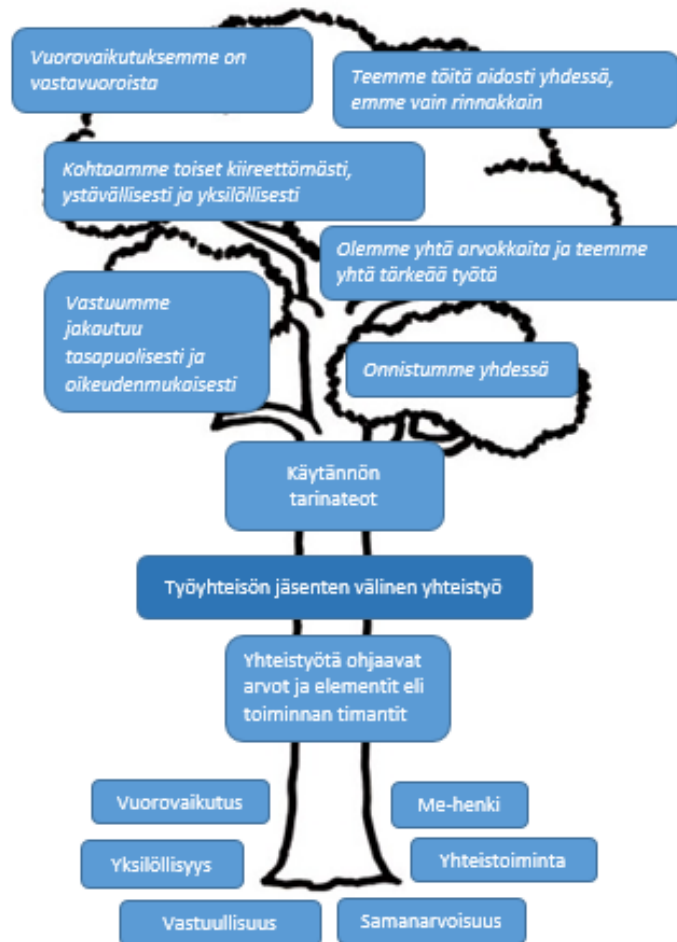 Vuorovaikutuksemme on
vastavuoroista
Teemme töitä aidosti yhdessä,
emme vain rinnakkain
Kohtaamme toiset kiireettömästi,
ystävällisesti ja yksilöllisesti
Olemme yhtä arvokkaita ja teemme
yhtä tärkeää työtä
Vastuumme
jakautuu
tasapuolisesti ja
oikeudenmukaisesti
Onnistumme yhdessä
Käytännön
tarinateot
Työyhteisön jäsenten välinen yhteistyö
Yhteistyötä ohjaavat
arvot ja elementit eli
toiminnan timantit
Vuorovaikutus
Me-henki
Yksilöllisyys
Yhteistoiminta
Vastuullisuus
Samanarvoisuus